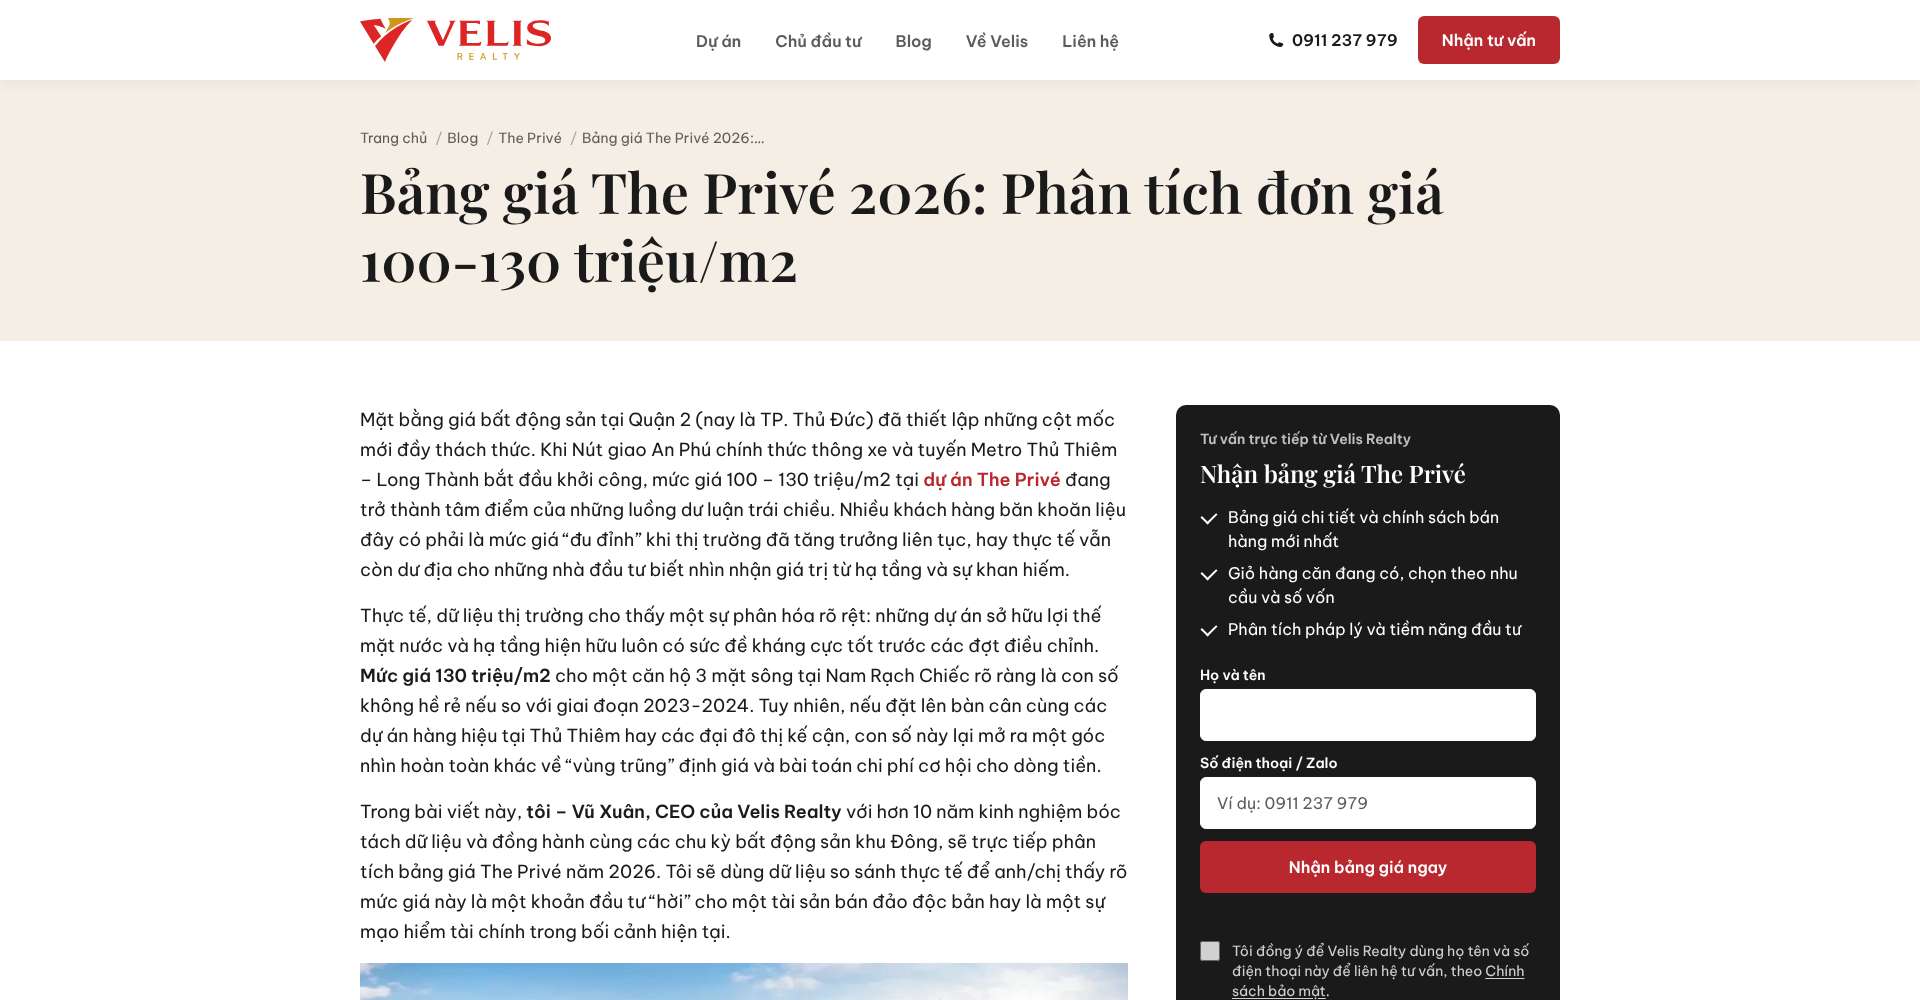 VELIS
REALTY
Dự án
Chủ đầu tư
Blog
Về Velis
Liên hệ
0911 237 979
Nhận tư vấn
Trang chủ / Blog / The Privé / Bảng giá The Privé 2026:...
Bảng giá The Privé 2026: Phân tích đơn giá
100-130 triệu/m2
Mặt bằng giá bất động sản tại Quận 2 (nay là TP. Thủ Đức) đã thiết lập những cột mốc
mới đầy thách thức. Khi Nút giao An Phú chính thức thông xe và tuyến Metro Thủ Thiêm
– Long Thành bắt đầu khởi công, mức giá 100 – 130 triệu/m2 tại dự án The Privé đang
trở thành tâm điểm của những luồng dư luận trái chiều. Nhiều khách hàng băn khoăn liệu
đây có phải là mức giá “đu đỉnh” khi thị trường đã tăng trưởng liên tục, hay thực tế vẫn
còn dư địa cho những nhà đầu tư biết nhìn nhận giá trị từ hạ tầng và sự khan hiếm.
Thực tế, dữ liệu thị trường cho thấy một sự phân hóa rõ rệt: những dự án sở hữu lợi thế
mặt nước và hạ tầng hiện hữu luôn có sức đề kháng cực tốt trước các đợt điều chỉnh.
Mức giá 130 triệu/m2 cho một căn hộ 3 mặt sông tại Nam Rạch Chiếc rõ ràng là con số
không hề rẻ nếu so với giai đoạn 2023-2024. Tuy nhiên, nếu đặt lên bàn cân cùng các
dự án hàng hiệu tại Thủ Thiêm hay các đại đô thị kế cận, con số này lại mở ra một góc
nhìn hoàn toàn khác về “vùng trũng” định giá và bài toán chi phí cơ hội cho dòng tiền.
Trong bài viết này, tôi – Vũ Xuân, CEO của Velis Realty với hơn 10 năm kinh nghiệm bóc
tách dữ liệu và đồng hành cùng các chu kỳ bất động sản khu Đông, sẽ trực tiếp phân
tích bảng giá The Privé năm 2026. Tôi sẽ dùng dữ liệu so sánh thực tế để anh/chị thấy rõ
mức giá này là một khoản đầu tư “hời” cho một tài sản bán đảo độc bản hay là một sự
mạo hiểm tài chính trong bối cảnh hiện tại.
Tư vấn trực tiếp từ Velis Realty
Nhận bảng giá The Privé
Bảng giá chi tiết và chính sách bán
hàng mới nhất
Giỏ hàng căn đang có, chọn theo nhu
cầu và số vốn
Phân tích pháp lý và tiềm năng đầu tư
Họ và tên
Số điện thoại / Zalo
Ví dụ: 0911 237 979
Nhận bảng giá ngay
Tôi đồng ý để Velis Realty dùng họ tên và số
điện thoại này để liên hệ tư vấn, theo Chính
sách bảo mật.